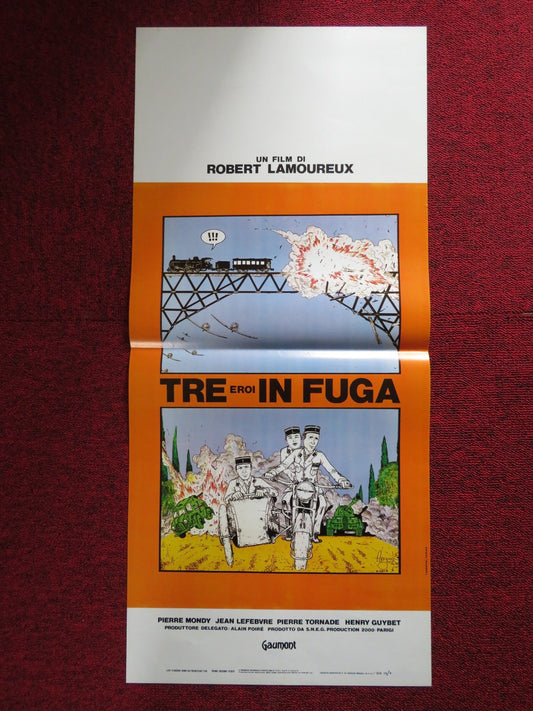 UN FILM DI
ROBERT LAMOUREUX
!!!
TRE EROI IN FUGA
PIERRE MONDY JEAN LEFEBVRE PIERRE TORNADE HENRY GUYBET
PRODUTTORE DELEGATO: ALAIN POIRÉ PRODOTTO DA S.N.E.G. PRODUCTION 2000-PARIGI
Gaumont